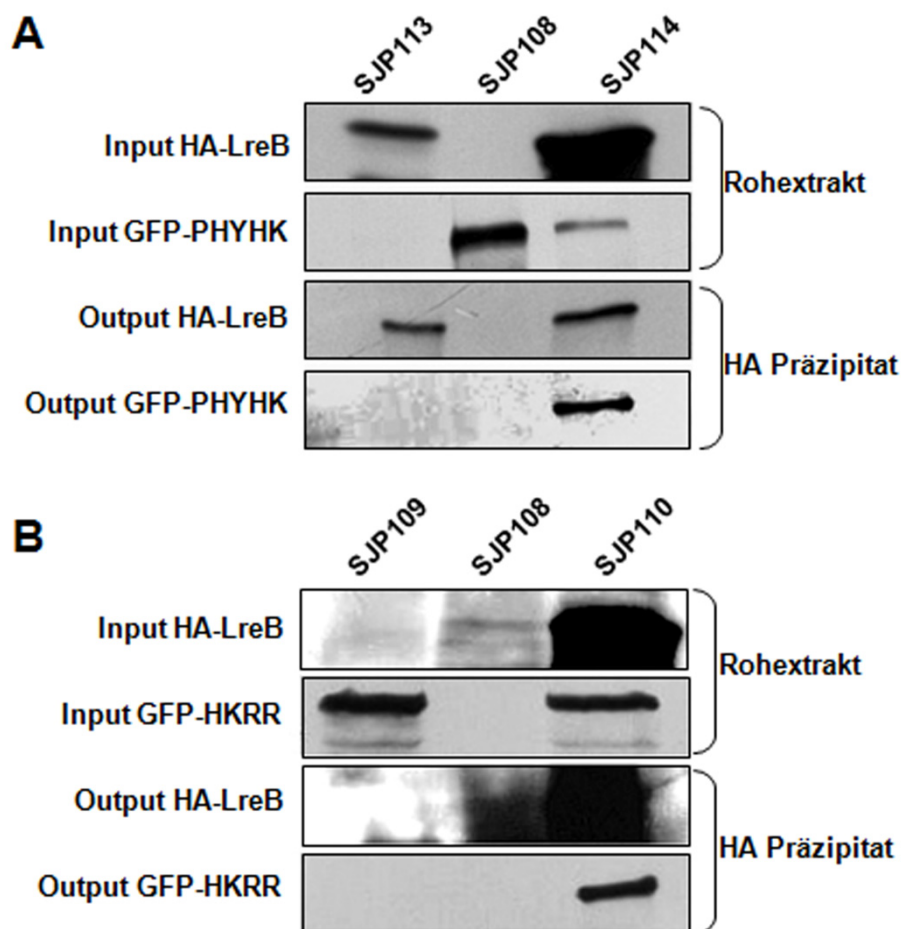 A
SJP113 SJP108 SJP114
Input HA-LreB
Input GFP-PHYHK
Rohextrakt
Output HA-LreB
Output GFP-PHYHK
HA Präzipitat
B
SJP109 SJP108 SJP110
Input HA-LreB
Input GFP-HKRR
Rohextrakt
Output HA-LreB
Output GFP-HKRR
HA Präzipitat